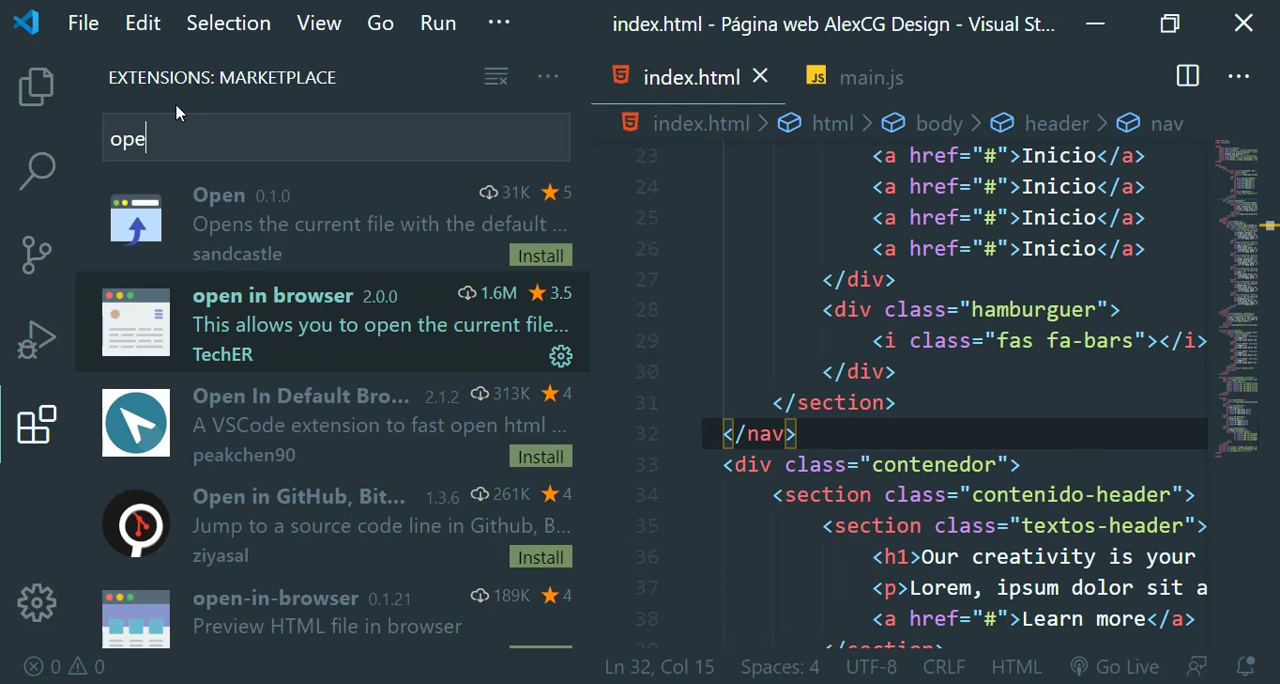 File Edit Selection View Go Run ···
index.html - Página web AlexCG Design - Visual St...
EXTENSIONS: MARKETPLACE
ope
Open 0.1.0 31K 5
Opens the current file with the default ...
sandcastle Install
open in browser 2.0.0 1.6M 3.5
This allows you to open the current file...
TechER
Open In Default Bro... 2.1.2 313K 4
A VSCode extension to fast open html ...
peakchen90 Install
Open in GitHub, Bit... 1.3.6 261K 4
Jump to a source code line in Github, B...
ziyasal Install
open-in-browser 0.1.21 189K 4
Preview HTML file in browser
index.html JS main.js
index.html > html > body > header > nav
23 <a href="#">Inicio</a>
24 <a href="#">Inicio</a>
25 <a href="#">Inicio</a>
26 <a href="#">Inicio</a>
27 </div>
28 <div class="hamburguer">
29 <i class="fas fa-bars"></i>
30 </div>
31 </section>
32 </nav>
33 <div class="contenedor">
34 <section class="contenido-header">
35 <section class="textos-header">
36 <h1>Our creativity is your
37 <p>Lorem, ipsum dolor sit a
38 <a href="#">Learn more</a>
</section>
0 0 Ln 32, Col 15 Spaces: 4 UTF-8 CRLF HTML Go Live